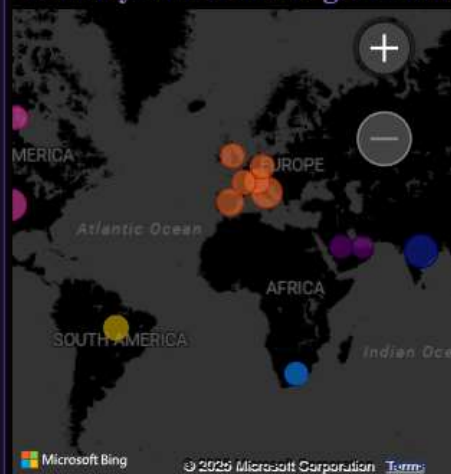 MERICA
EUROPE
Atlantic Ocean
AFRICA
SOUTH AMERICA
Indian Oce
Microsoft Bing
© 2025 Microsoft Corporation Terms